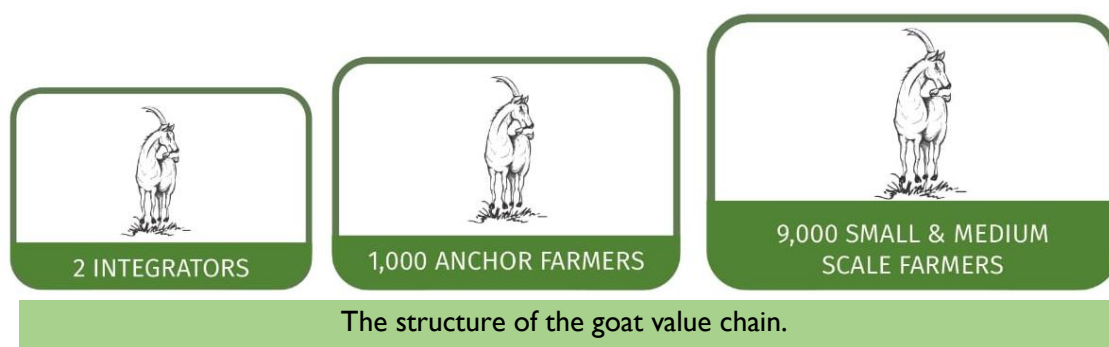 2 INTEGRATORS
1,000 ANCHOR FARMERS
9,000 SMALL & MEDIUM
SCALE FARMERS
The structure of the goat value chain.